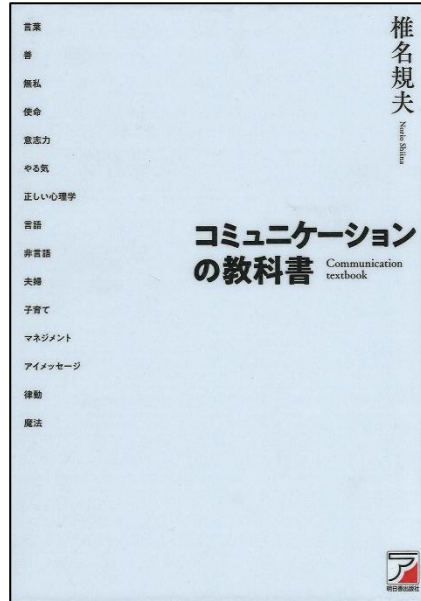 椎名規夫
Norio Shiina
コミュニケーション
の教科書
Communication
textbook
言葉
善
無私
使命
意志力
やる気
正しい心理学
言語
非言語
夫婦
子育て
マネジメント
アイメッセージ
律動
魔法
ア
明日香出版社